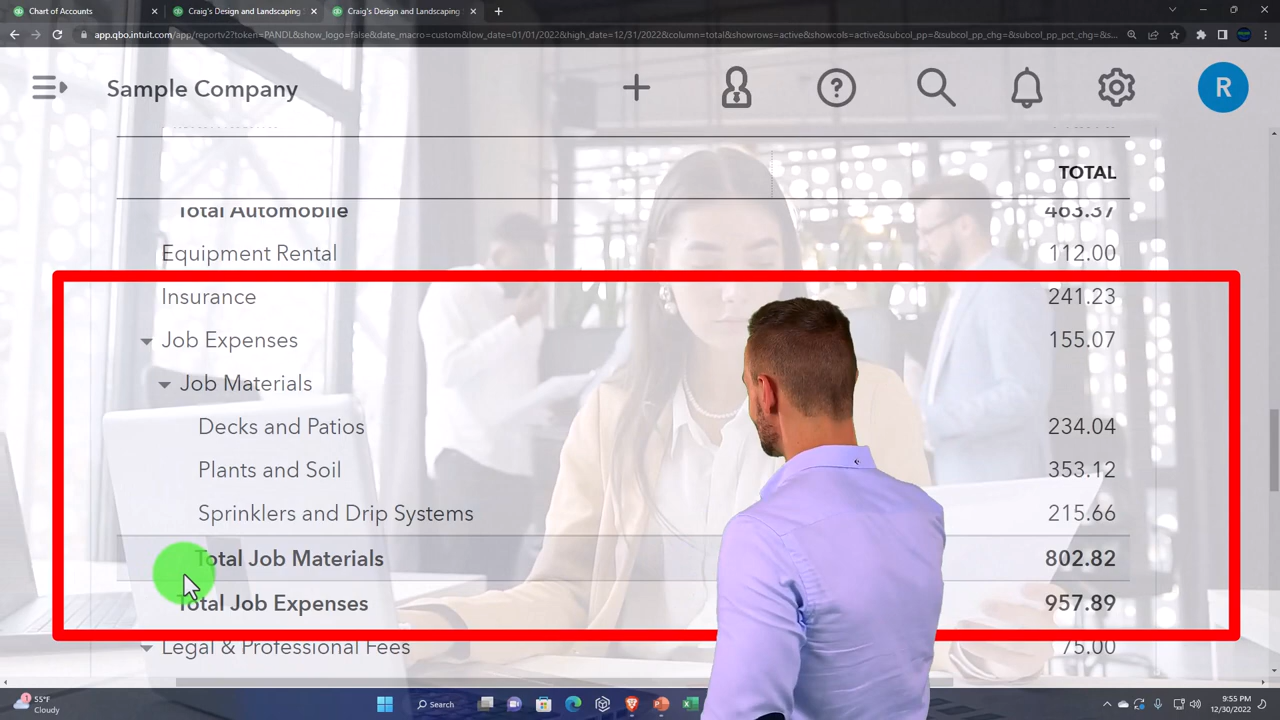 Chart of Accounts
Craig's Design and Landscaping
Craig's Design and Landscaping
app.qbo.intuit.com/app/reportv2?token=PANDL&show_logo=false&date_macro=custom&low_date=01/01/2022&high_date=12/31/2022&column=total&showrows=active&showcols=active&subcol_pp=&subcol_pp_chg=&subcol_pp_pct_chg=&s...
Sample Company
R
TOTAL
Total Automobile 463.37
Equipment Rental 112.00
Insurance 241.23
Job Expenses 155.07
Job Materials
Decks and Patios 234.04
Plants and Soil 353.12
Sprinklers and Drip Systems 215.66
Total Job Materials 802.82
Total Job Expenses 957.89
Legal & Professional Fees 75.00
1
55°F
Cloudy
Search
9:55 PM
12/30/2022